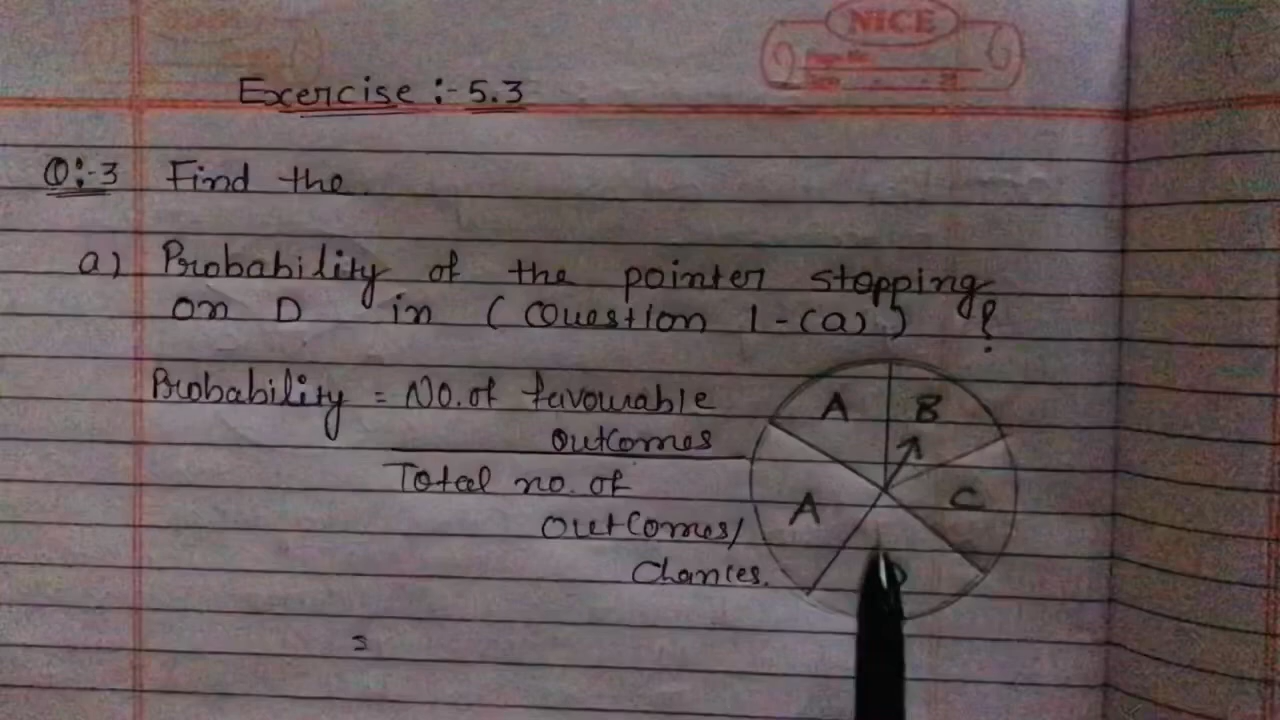 NICE
Exercise :- 5.3
Q:-3 Find the
a) Probability of the pointer stopping
on D in (Question 1-(a)) ?
Probability = No. of favourable
outcomes
Total no. of
outcomes/
Chances.
A B
A C
D
=